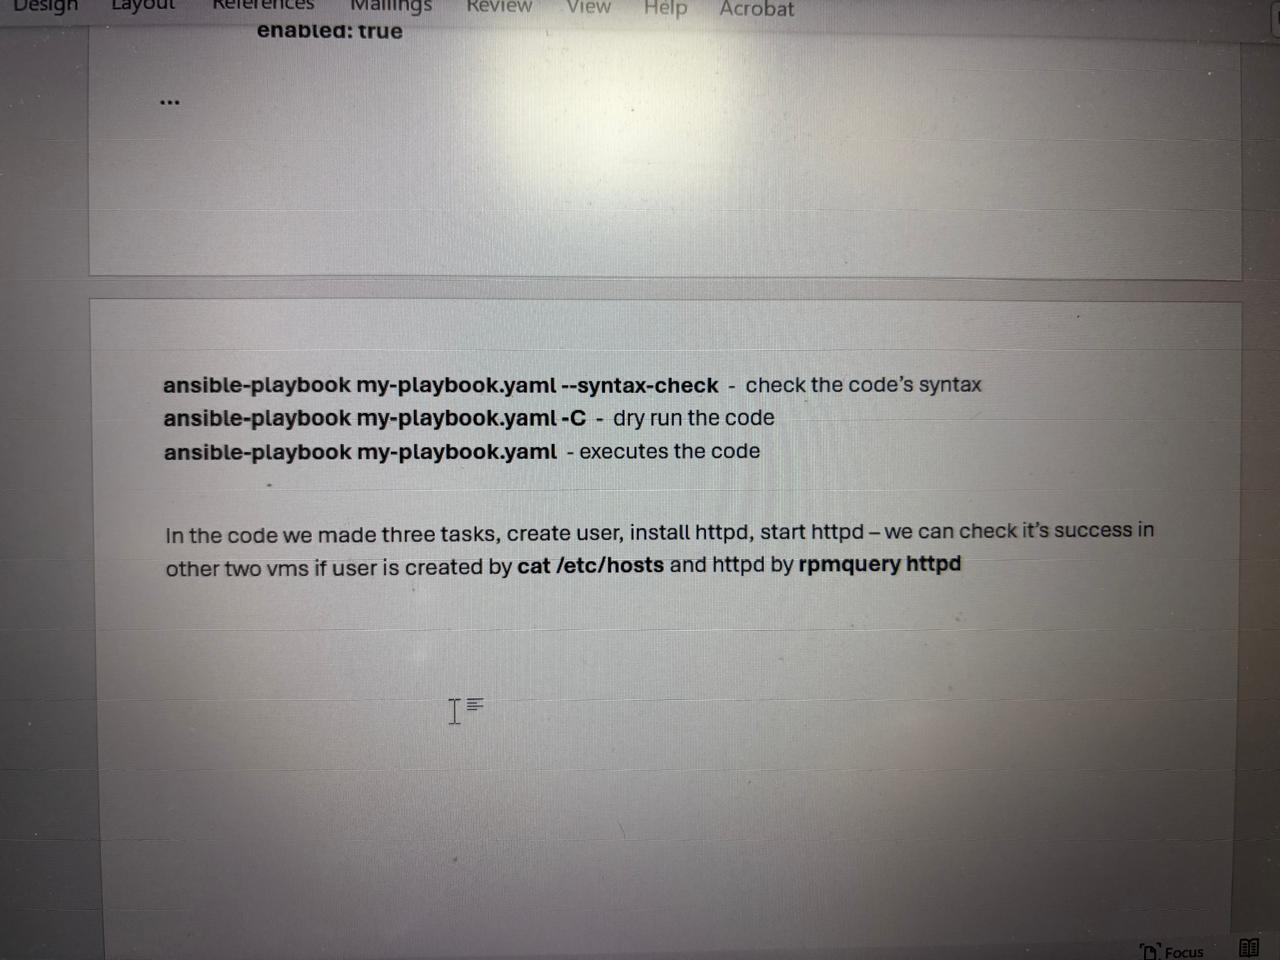 Design Layout References Mailings Review View Help Acrobat
enabled: true
...
ansible-playbook my-playbook.yaml --syntax-check - check the code’s syntax
ansible-playbook my-playbook.yaml -C - dry run the code
ansible-playbook my-playbook.yaml - executes the code
In the code we made three tasks, create user, install httpd, start httpd – we can check it’s success in
other two vms if user is created by cat /etc/hosts and httpd by rpmquery httpd
Focus